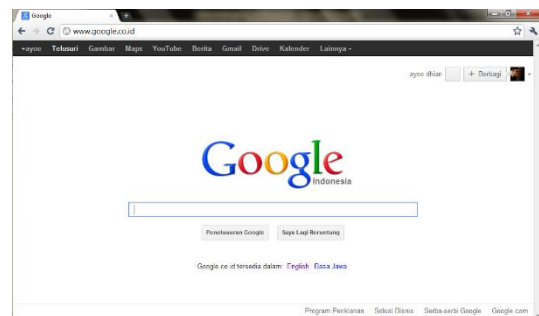 Google
www.google.co.id
+ayoe Telusuri Gambar Maps YouTube Berita Gmail Drive Kalender Lainnya
ayoe dhian + Berbagi
Google
Indonesia
Penelusuran Google Saya Lagi Beruntung
Google.co.id tersedia dalam: English Basa Jawa
Program Periklanan Solusi Bisnis Serba-serbi Google Google.com